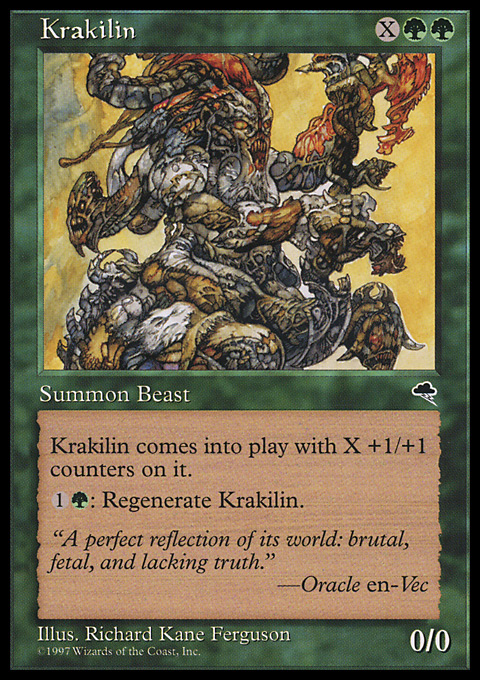 Krakilin X
Summon Beast
Krakilin comes into play with X +1/+1
counters on it.
1 : Regenerate Krakilin.
“A perfect reflection of its world: brutal,
fetal, and lacking truth.”
—Oracle en-Vec
Illus. Richard Kane Ferguson
©1997 Wizards of the Coast, Inc.
0/0